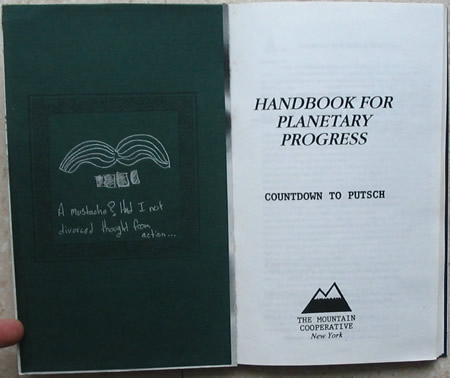 A mustache? Had I not
divorced thought from
action...
HANDBOOK FOR
PLANETARY
PROGRESS
COUNTDOWN TO PUTSCH
THE MOUNTAIN
COOPERATIVE
New York